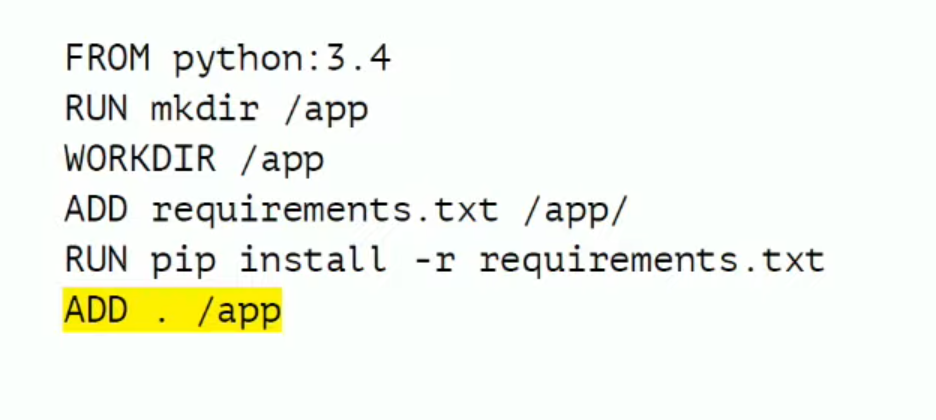 FROM python:3.4
RUN mkdir /app
WORKDIR /app
ADD requirements.txt /app/
RUN pip install -r requirements.txt
ADD . /app